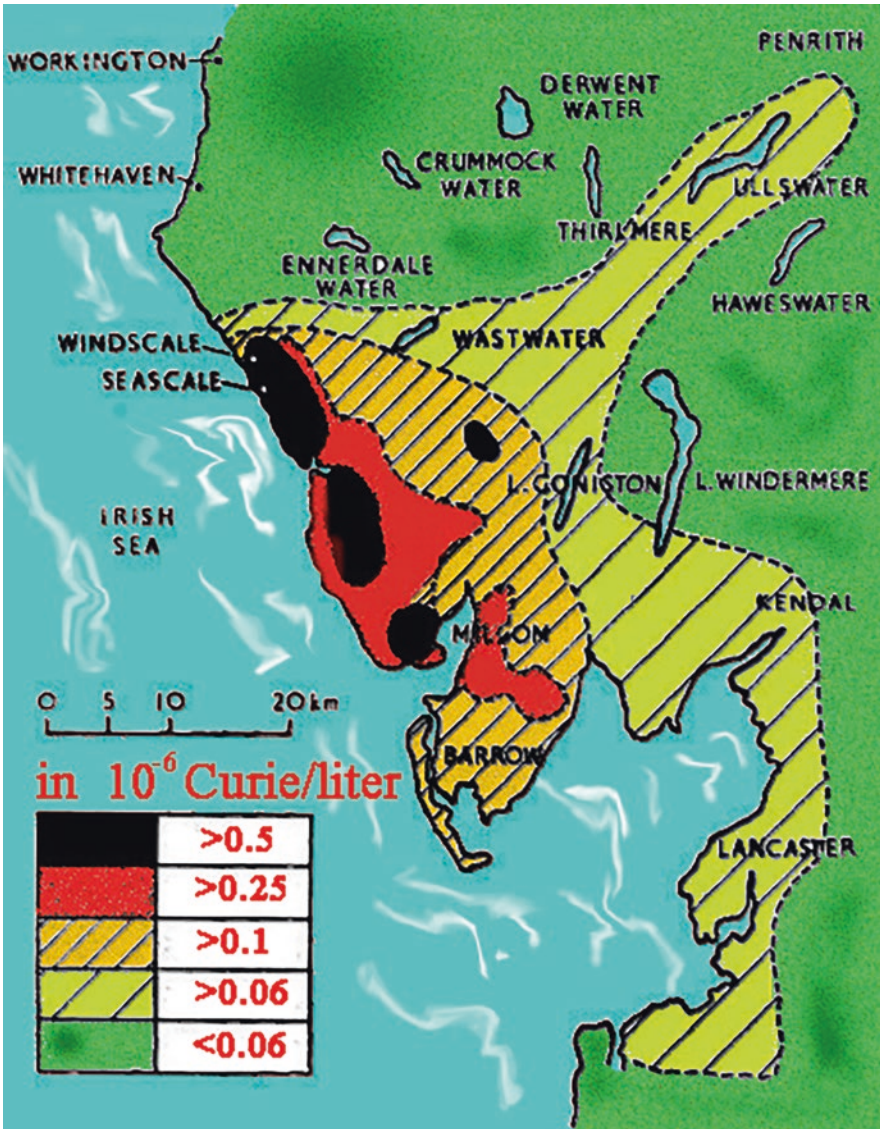 PENRITH
WORKINGTON
DERWENT
WATER
CRUMMOCK
WATER
WHITEHAVEN
ULLSWATER
THIRLMERE
ENNERDALE
WATER
HAWESWATER
WINDSCALE
WASTWATER
SEASCALE
L. CONISTON
L. WINDERMERE
IRISH
SEA
KENDAL
MILLOM
0 5 10 20 km
BARROW
in 10⁻⁶ Curie/liter
>0.5
LANCASTER
>0.25
>0.1
>0.06
<0.06